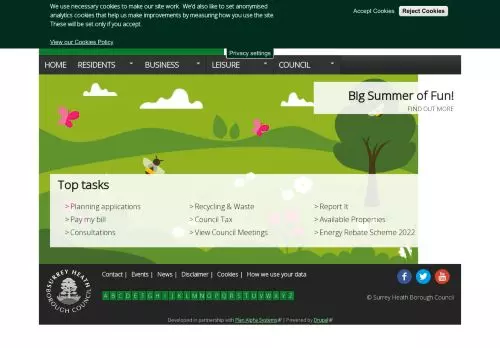 We use necessary cookies to make our site work. We'd also like to set anonymised
analytics cookies that help us make improvements by measuring how you use the site.
These will be set only if you accept.
Accept Cookies Reject Cookies
View our Cookies Policy
Privacy settings
HOME RESIDENTS BUSINESS LEISURE COUNCIL
Big Summer of Fun!
FIND OUT MORE
Top tasks
> Planning applications > Recycling & Waste > Report It
> Pay my bill > Council Tax > Available Properties
> Consultations > View Council Meetings > Energy Rebate Scheme 2022
SURREY HEATH
BOROUGH COUNCIL
Contact | Events | News | Disclaimer | Cookies | How we use your data
A B C D E F G H I J K L M N O P Q R S T U V W X Y Z
You Tube
© Surrey Heath Borough Council
Developed in partnership with Plan Alpha Systems | Powered by Drupal